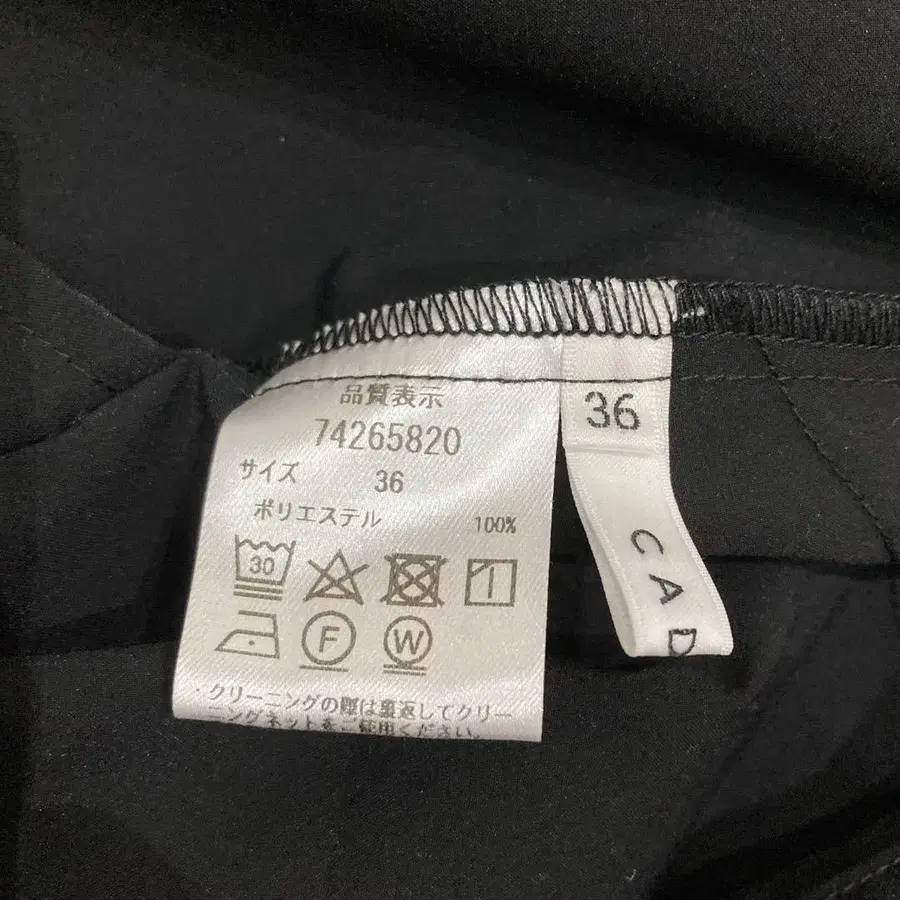 品質表示
74265820
サイズ 36
ポリエステル 100%
30
F
W
・クリーニングの際は裏返してクリー
ニングネットをご使用ください。
36
CAD